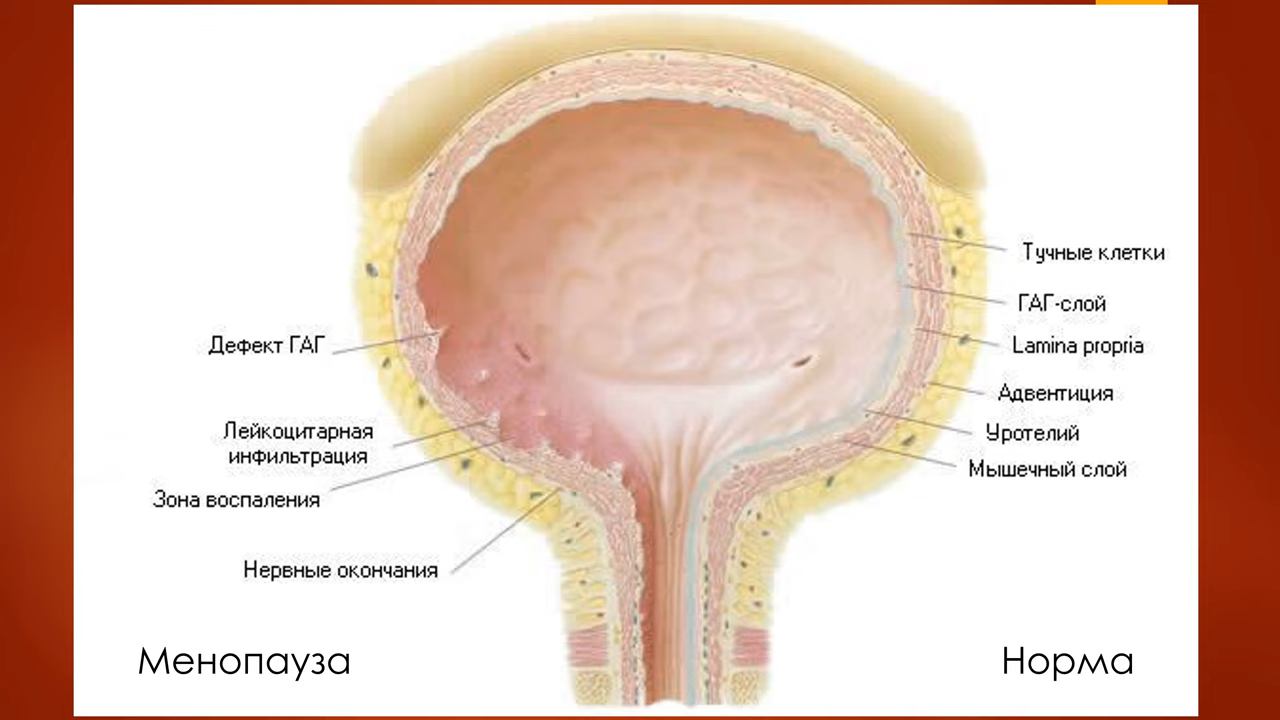 Тучные клетки
ГАГ-слой
Lamina propria
Адвентиция
Уротелий
Мышечный слой
Дефект ГАГ
Лейкоцитарная
инфильтрация
Зона воспаления
Нервные окончания
Менопауза
Норма